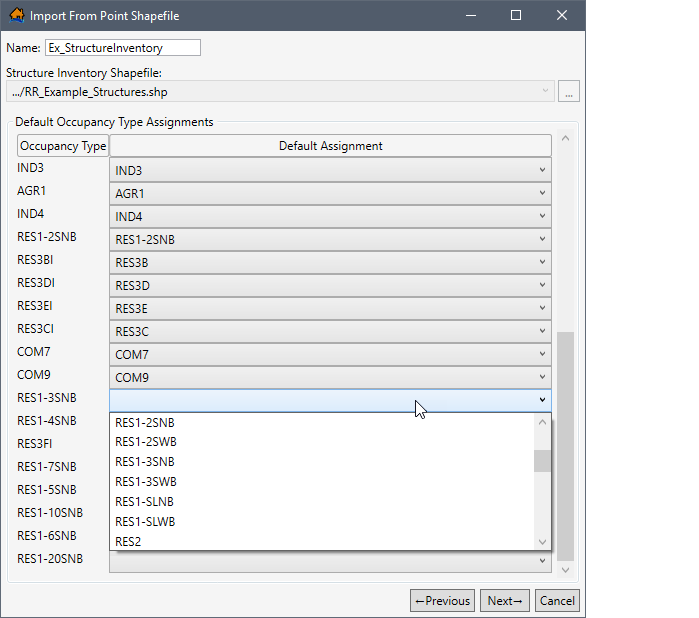 Import From Point Shapefile
Name: Ex_StructureInventory
Structure Inventory Shapefile:
.../RR_Example_Structures.shp
...
Default Occupancy Type Assignments
Occupancy Type Default Assignment
IND3 IND3
AGR1 AGR1
IND4 IND4
RES1-2SNB RES1-2SNB
RES3BI RES3B
RES3DI RES3D
RES3EI RES3E
RES3CI RES3C
COM7 COM7
COM9 COM9
RES1-3SNB
RES1-4SNB RES1-2SNB
RES3FI RES1-2SWB
RES1-7SNB RES1-3SNB
RES1-5SNB RES1-3SWB
RES1-10SNB RES1-SLNB
RES1-6SNB RES1-SLWB
RES1-20SNB RES2
←Previous Next→ Cancel